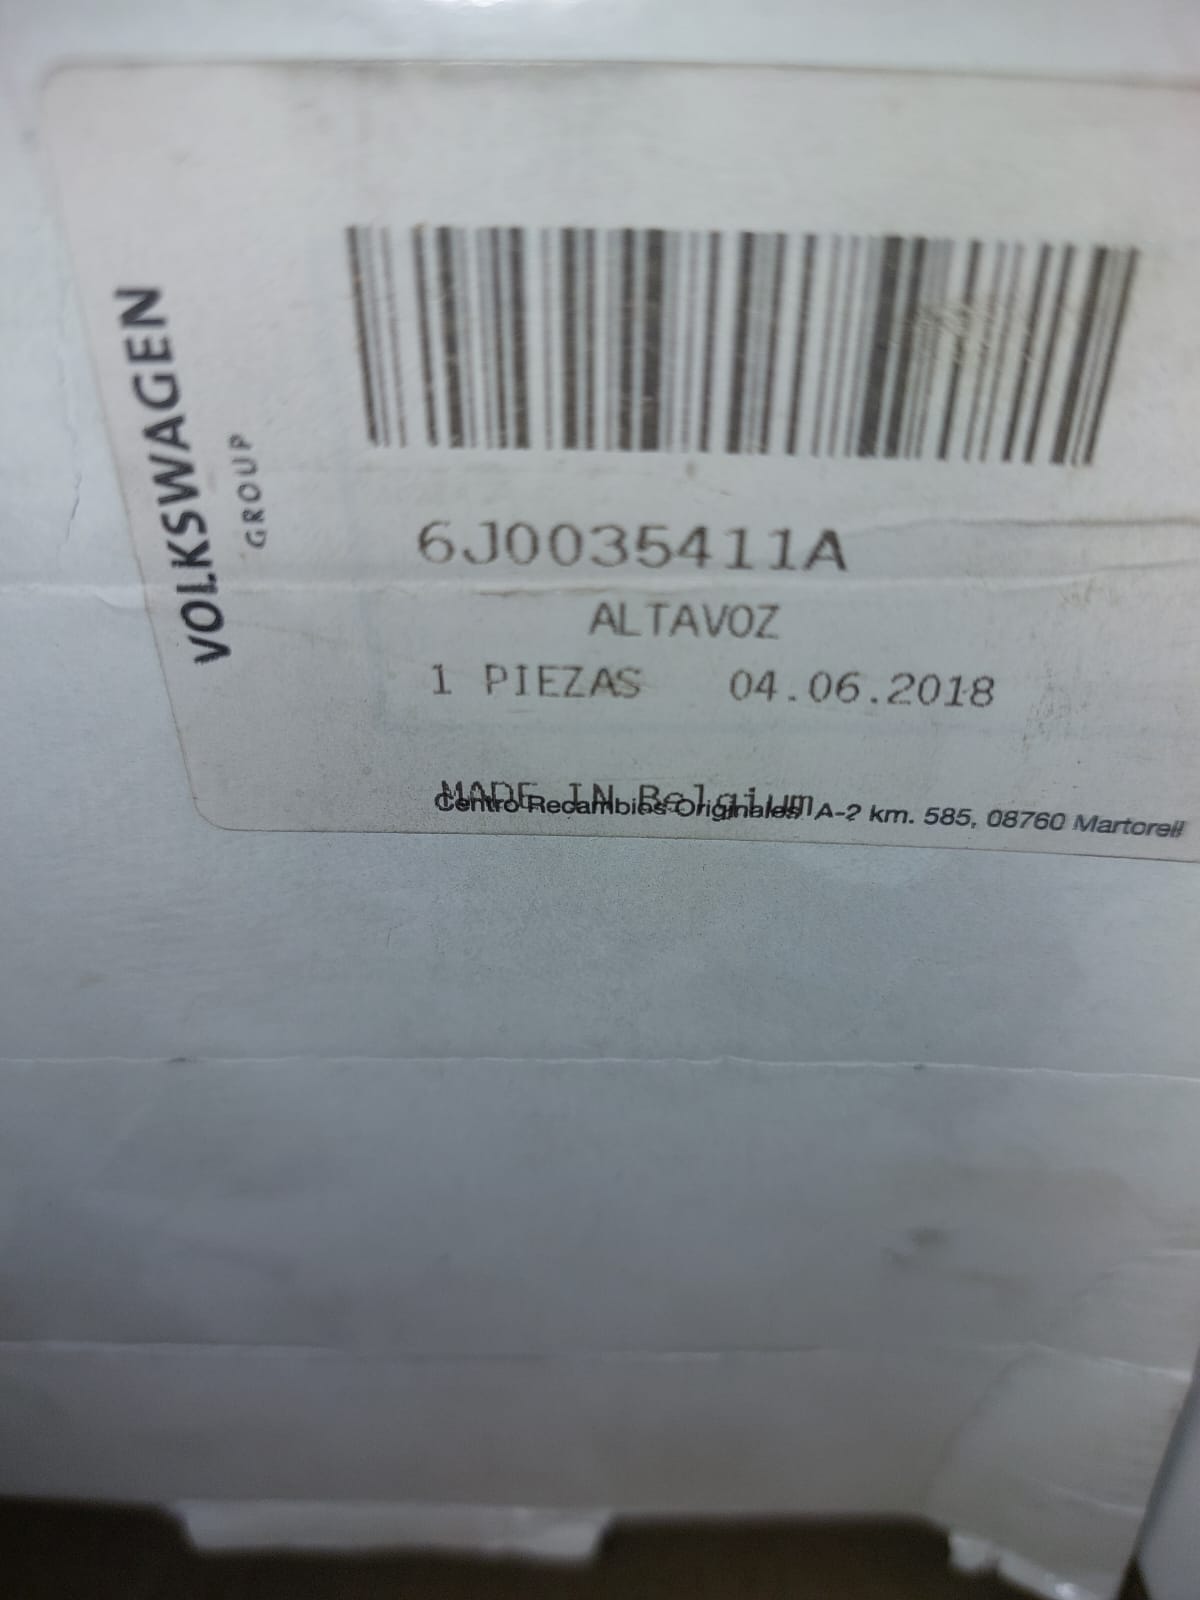 VOLKSWAGEN
GROUP
6J0035411A
ALTAVOZ
1 PIEZAS 04.06.2018
MADE IN Belgium
Centro Recambios Originales A-2 km. 585, 08760 Martorell